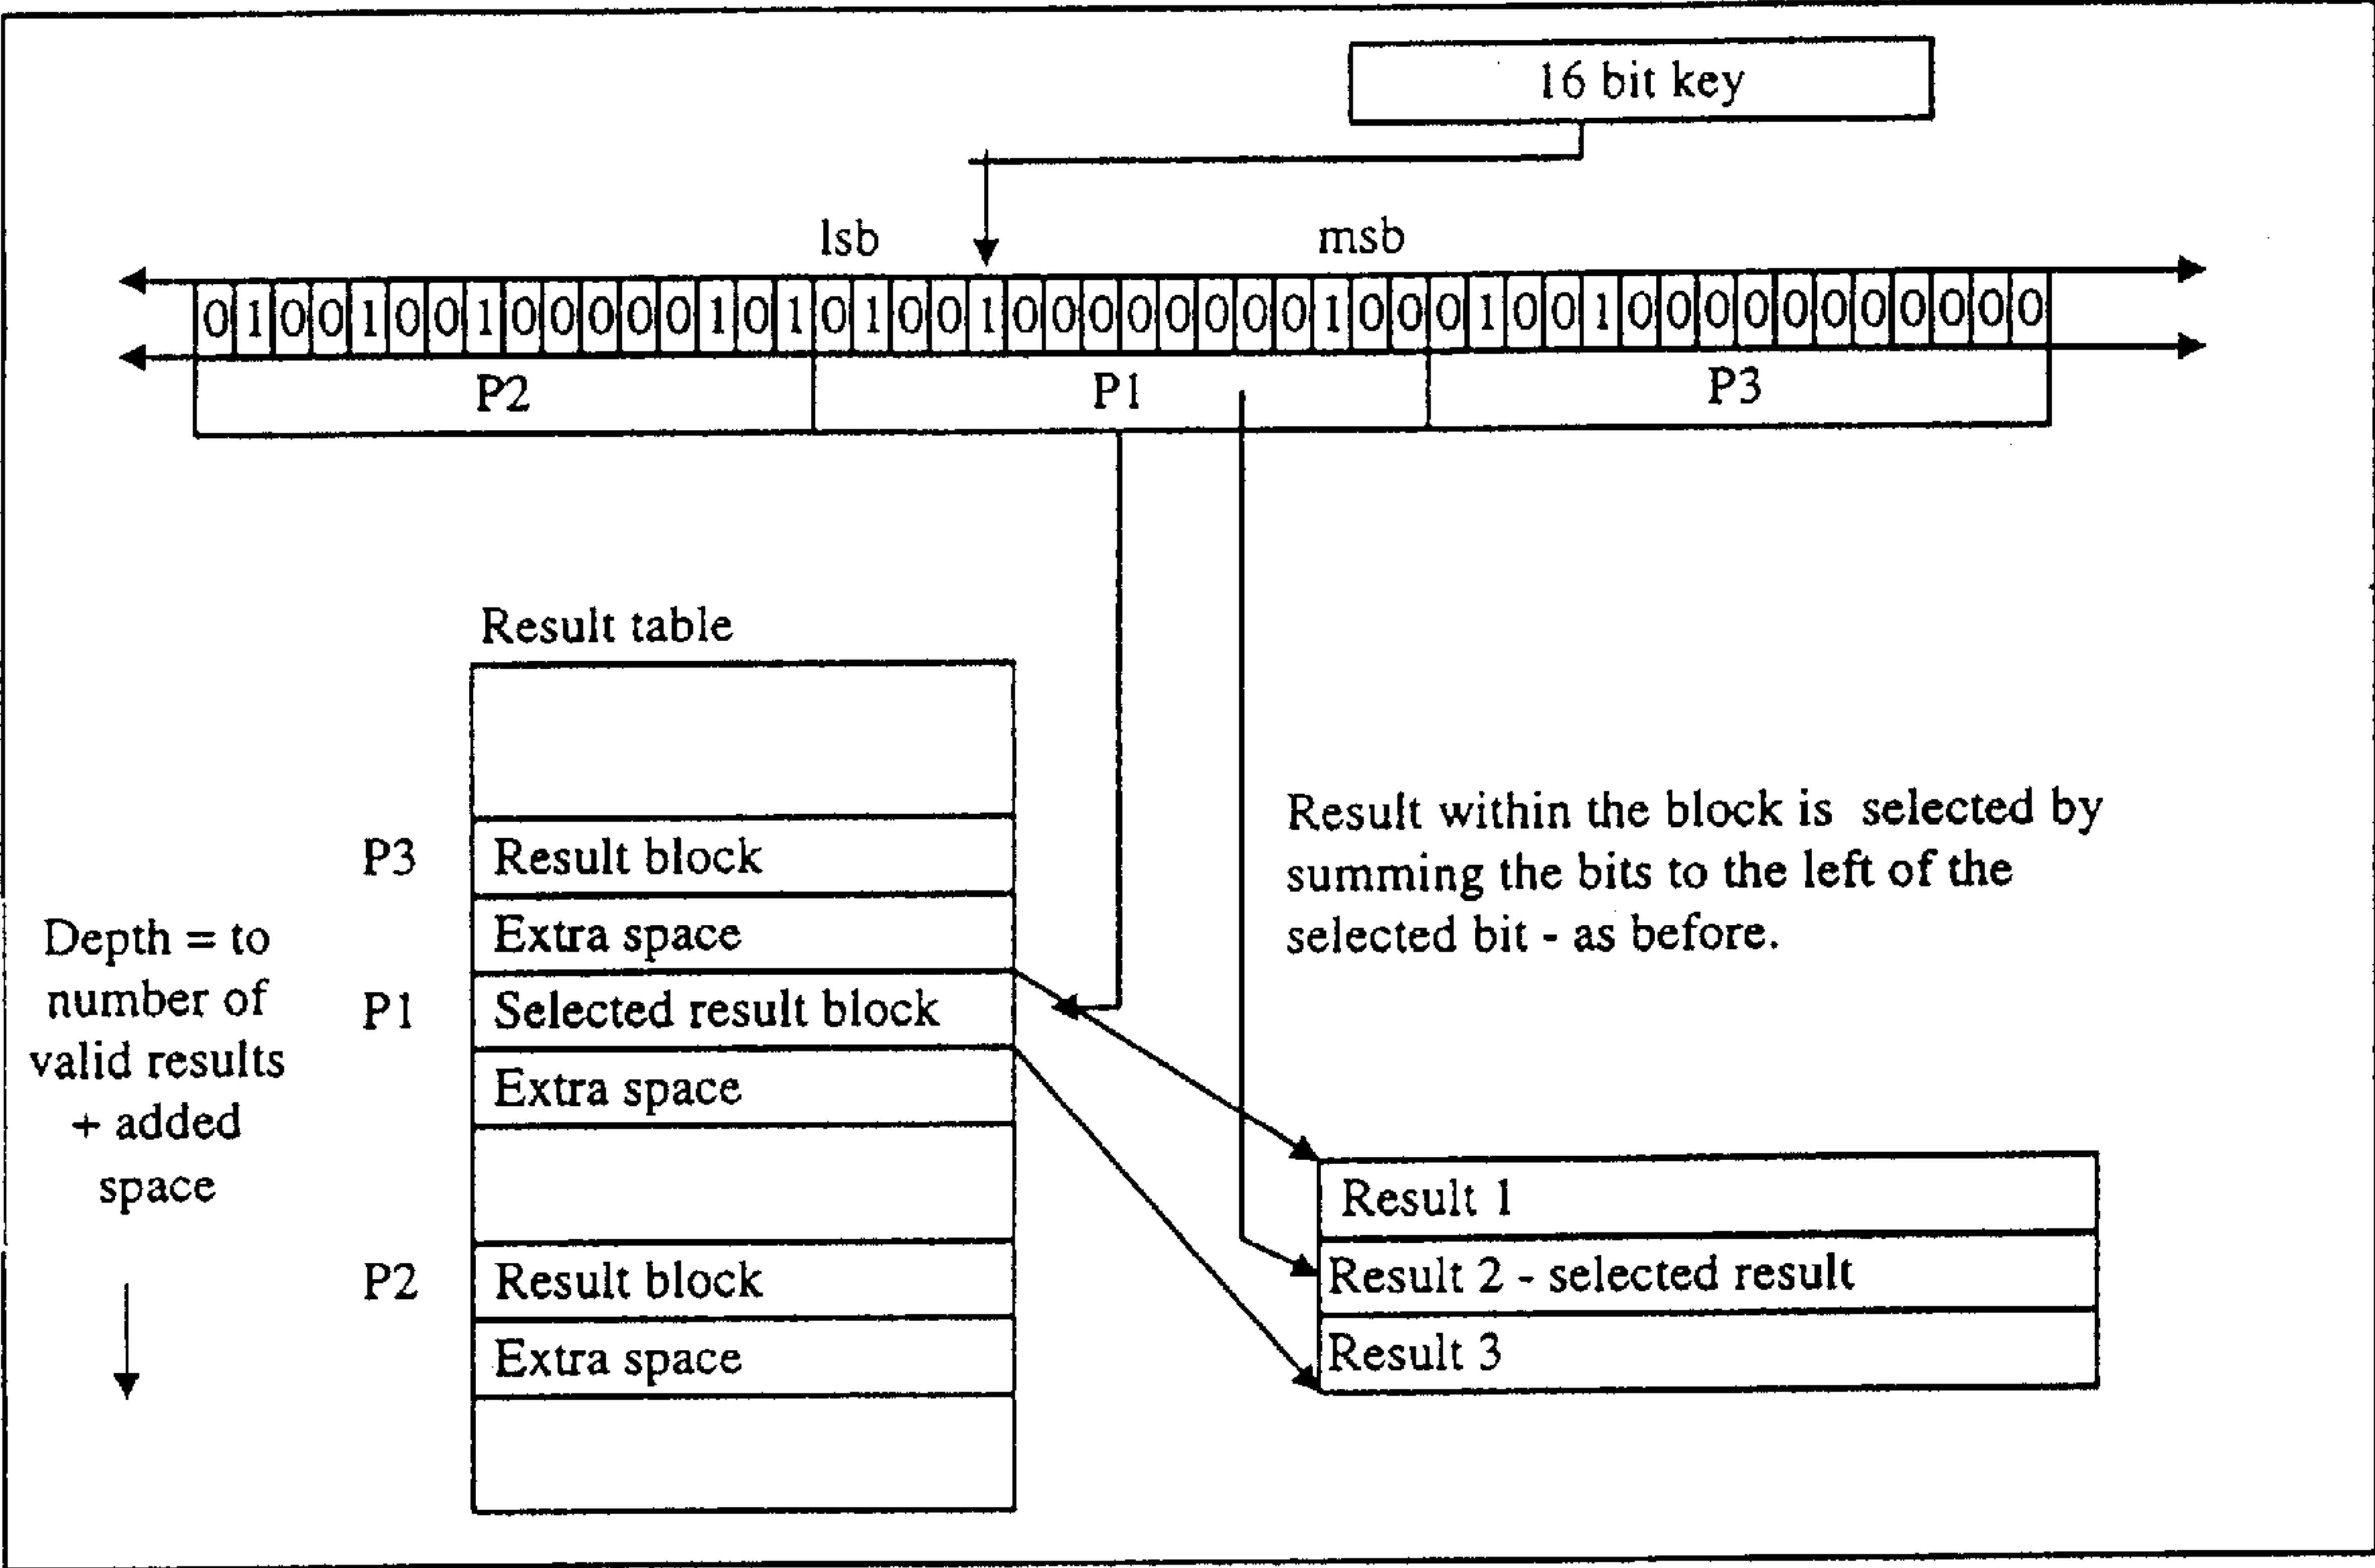 16 bit key
lsb msb
0 1 0 0 1 0 0 1 0 0 0 0 0 1 0 1 0 1 0 0 1 0 0 0 0 0 0 0 0 1 0 0 0 1 0 0 1 0 0 0 0 0 0 0 0 0 0 0
P2 P1 P3
Result table
P3 Result block
Extra space
P1 Selected result block
Extra space
P2 Result block
Extra space
Depth = to
number of
valid results
+ added
space
Result within the block is selected by
summing the bits to the left of the
selected bit - as before.
Result 1
Result 2 - selected result
Result 3